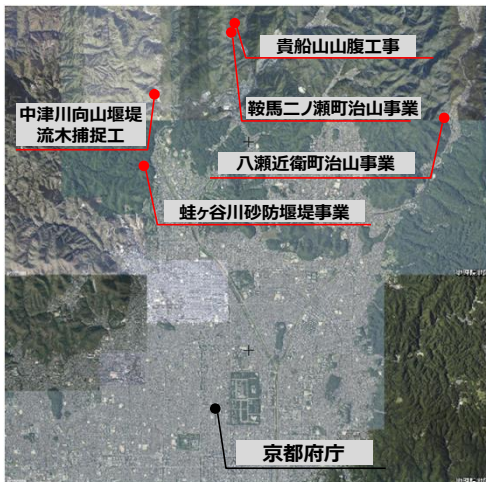 貴船山山腹工事
中津川向山堰堤
流木捕捉工
鞍馬二ノ瀬町治山事業
八瀬近衛町治山事業
蛙ヶ谷川砂防堰堤事業
京都府庁